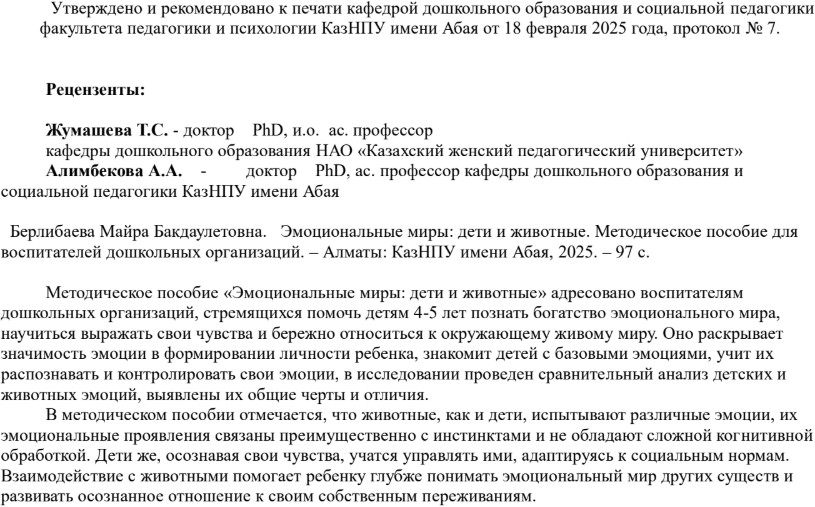 Утверждено и рекомендовано к печати кафедрой дошкольного образования и социальной педагогики
факультета педагогики и психологии КазНПУ имени Абая от 18 февраля 2025 года, протокол № 7.
Рецензенты:
Жумашева Т.С. - доктор PhD, и.о. ас. профессор
кафедры дошкольного образования НАО «Казахский женский педагогический университет»
Алимбекова А.А. - доктор PhD, ас. профессор кафедры дошкольного образования и
социальной педагогики КазНПУ имени Абая
Берлибаева Майра Бакдаулетовна. Эмоциональные миры: дети и животные. Методическое пособие для
воспитателей дошкольных организаций. – Алматы: КазНПУ имени Абая, 2025. – 97 с.
Методическое пособие «Эмоциональные миры: дети и животные» адресовано воспитателям
дошкольных организаций, стремящихся помочь детям 4-5 лет познать богатство эмоционального мира,
научиться выражать свои чувства и бережно относиться к окружающему живому миру. Оно раскрывает
значимость эмоции в формировании личности ребенка, знакомит детей с базовыми эмоциями, учит их
распознавать и контролировать свои эмоции, в исследовании проведен сравнительный анализ детских и
животных эмоций, выявлены их общие черты и отличия.
В методическом пособии отмечается, что животные, как и дети, испытывают различные эмоции, их
эмоциональные проявления связаны преимущественно с инстинктами и не обладают сложной когнитивной
обработкой. Дети же, осознавая свои чувства, учатся управлять ими, адаптируясь к социальным нормам.
Взаимодействие с животными помогает ребенку глубже понимать эмоциональный мир других существ и
развивать осознанное отношение к своим собственным переживаниям.